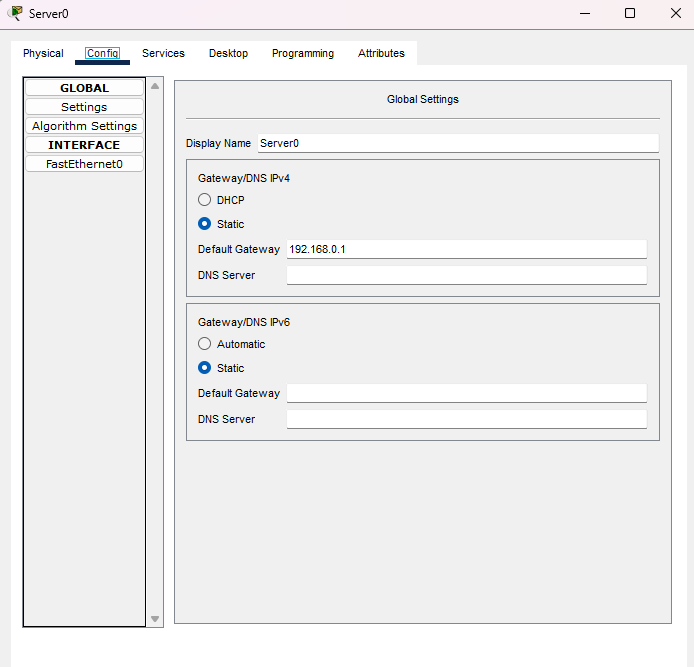 Server0
Physical Config Services Desktop Programming Attributes
GLOBAL
Settings
Algorithm Settings
INTERFACE
FastEthernet0
Global Settings
Display Name Server0
Gateway/DNS IPv4
DHCP
Static
Default Gateway 192.168.0.1
DNS Server
Gateway/DNS IPv6
Automatic
Static
Default Gateway
DNS Server